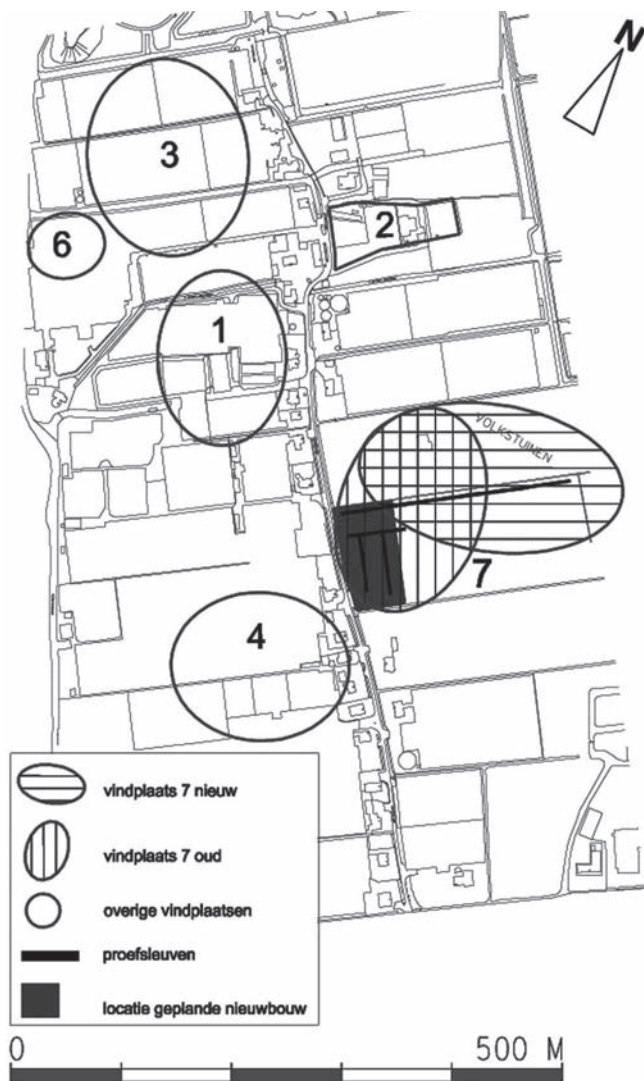 N
3
2
6
1
VOLKSTUINEN
7
4
vindplaats 7 nieuw
vindplaats 7 oud
overige vindplaatsen
proefsleuven
locatie geplande nieuwbouw
0 500 M